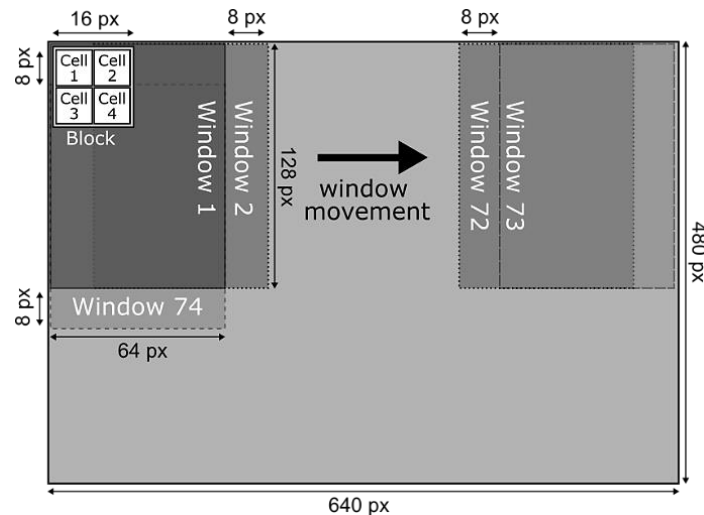 16 px
8 px
8 px
8 px
Cell
1
Cell
2
Cell
3
Cell
4
Block
Window 1
Window 2
128 px
window
movement
Window 72
Window 73
480 px
8 px
Window 74
64 px
640 px